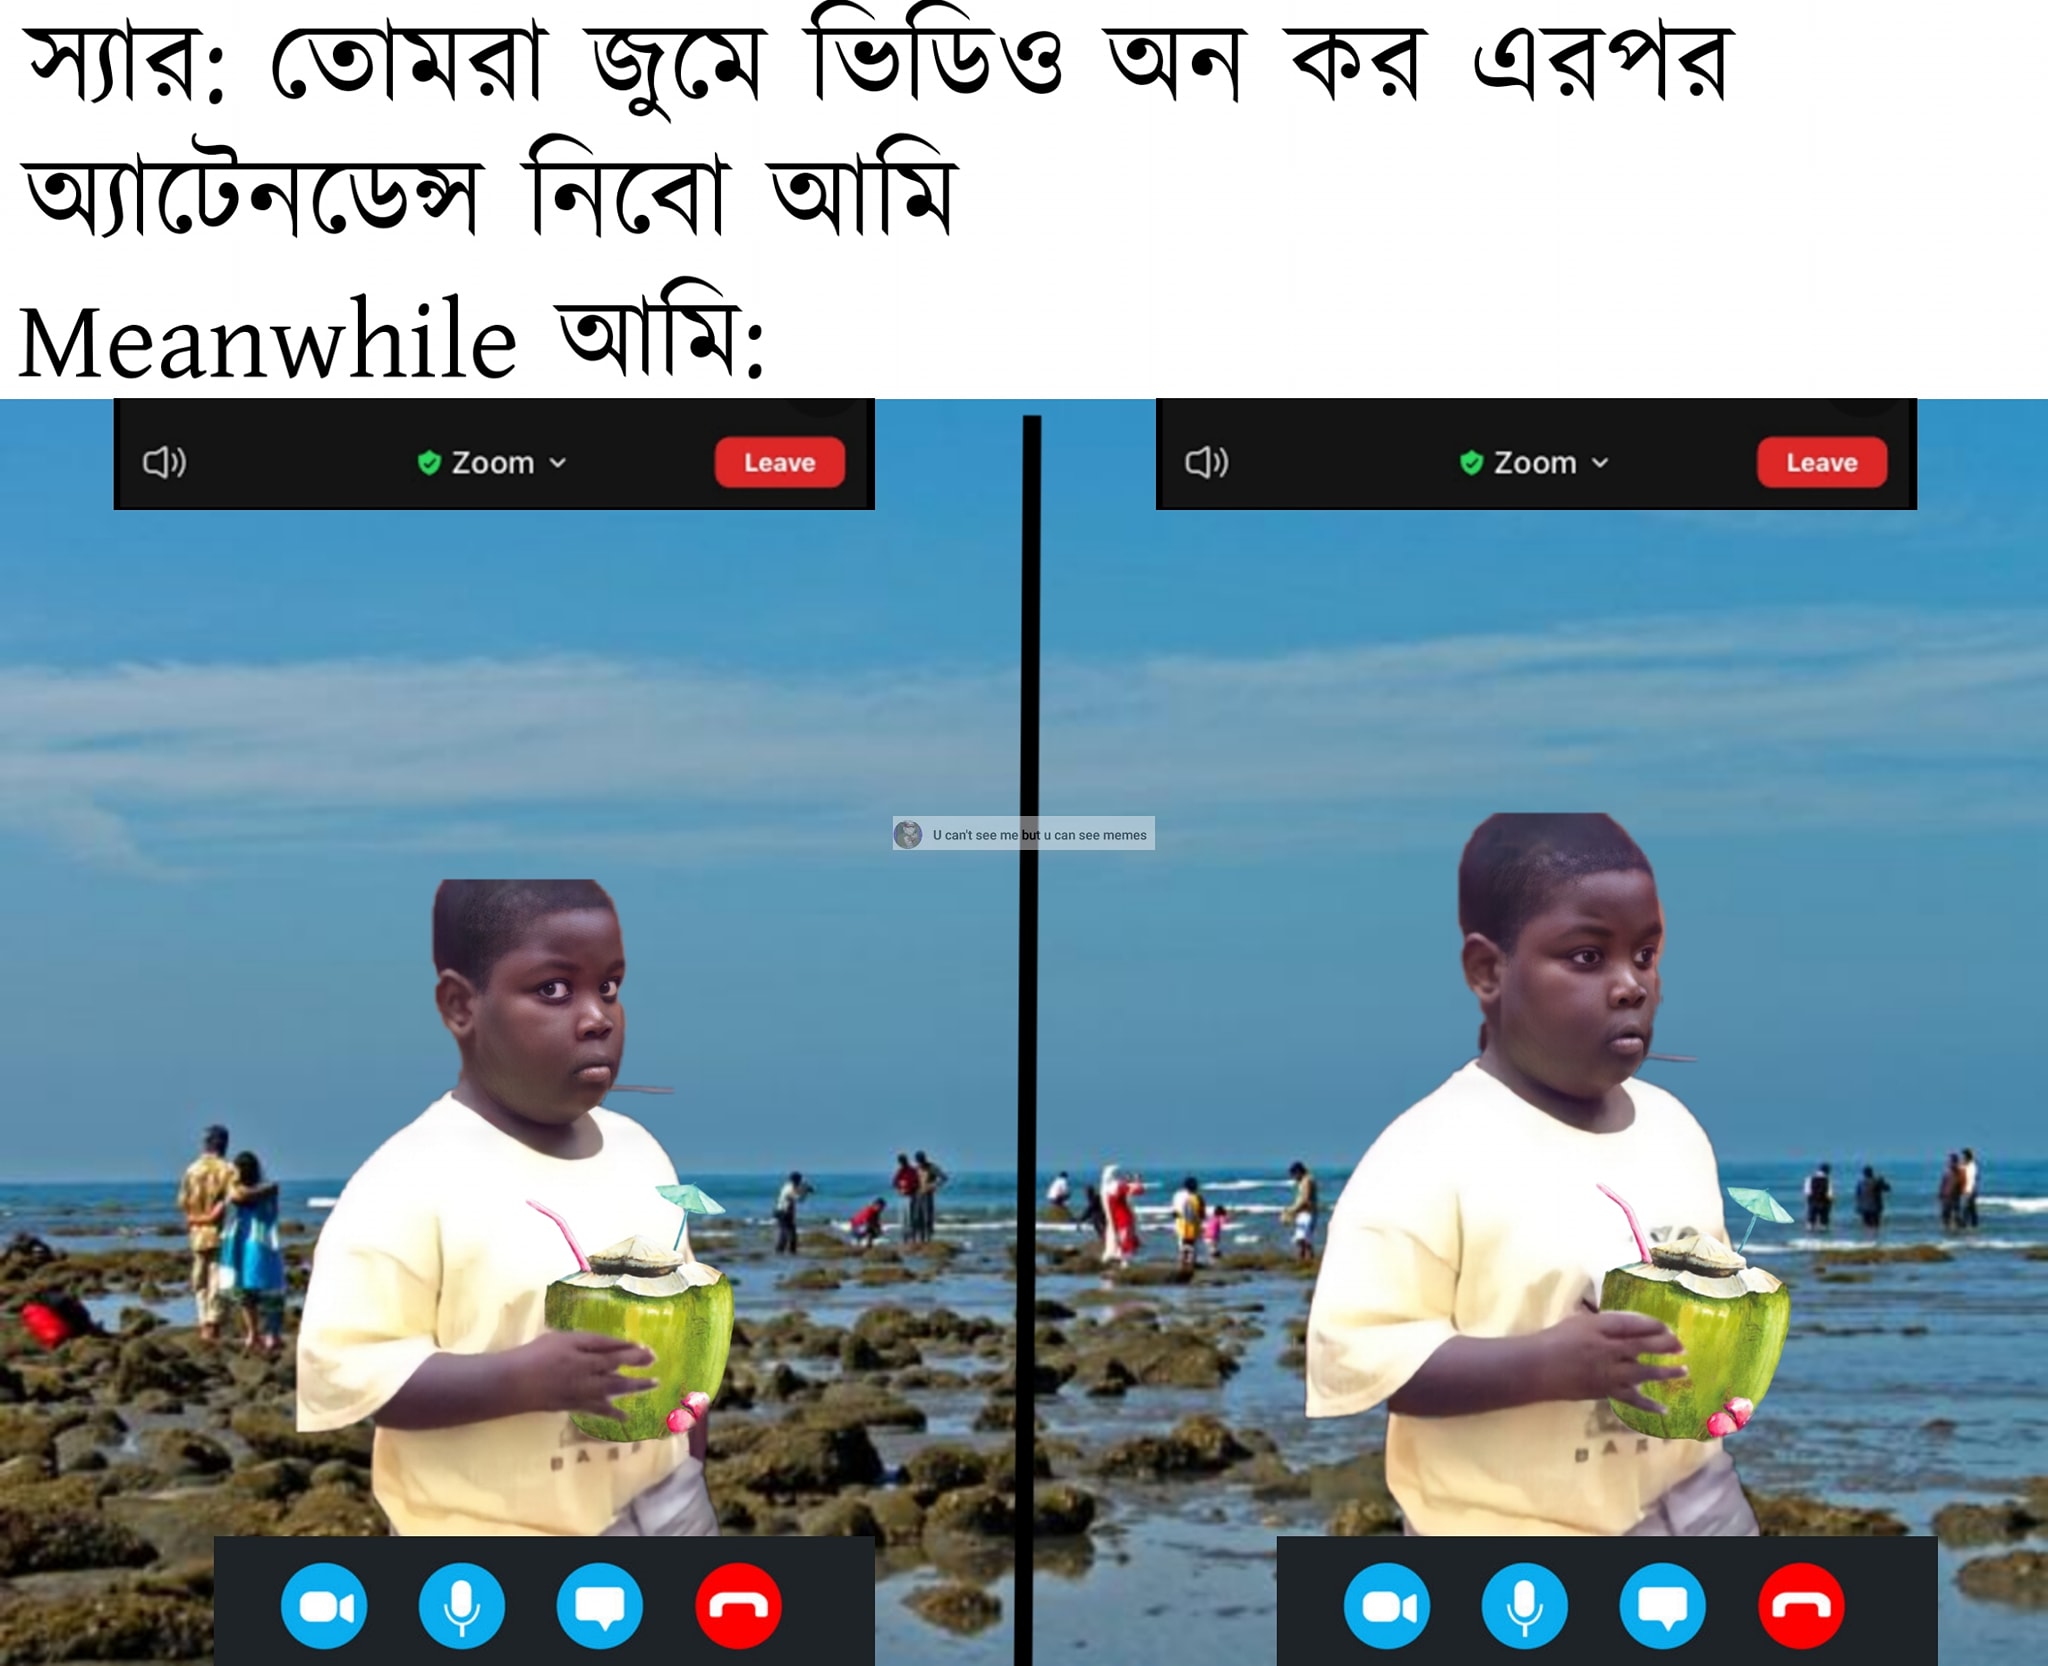 স্যার: তোমরা জুমে ভিডিও অন কর এরপর
অ্যাটেনডেন্স নিবো আমি
Meanwhile আমি:
Zoom
Leave
Zoom
Leave
U can't see me but u can see memes